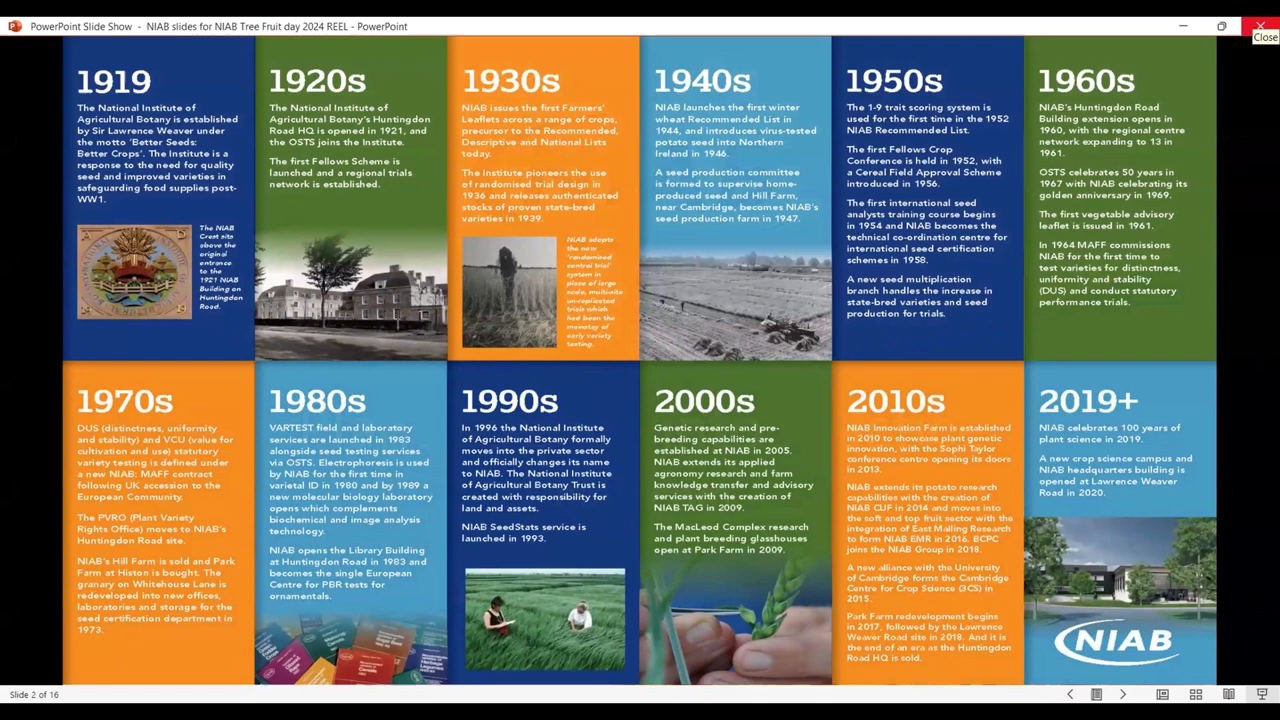 PowerPoint Slide Show - NIAB slides for NIAB Tree Fruit day 2024 REEL - PowerPoint
Close
1919
The National Institute of
Agricultural Botany is established
by Sir Lawrence Weaver under
the motto ‘Better Seeds:
Better Crops’. The Institute is a
response to the need for quality
seed and improved varieties in
safeguarding food supplies post-
WW1.
The NIAB
Crest sits
above the
original
entrance
to the
1921 NIAB
Building on
Huntingdon
Road.
1920s
The National Institute of
Agricultural Botany’s Huntingdon
Road HQ is opened in 1921, and
the OSTS joins the Institute.
The first Fellows Scheme is
launched and a regional trials
network is established.
1930s
NIAB issues the first Farmers’
Leaflets across a range of crops,
precursor to the Recommended,
Descriptive and National Lists
today.
The Institute pioneers the use
of randomised trial design in
1936 and releases authenticated
stocks of proven state-bred
varieties in 1939.
NIAB adopts
the new
‘randomised
control trial’
system in
place of large
scale, multi-site
un-replicated
trials which
had been the
mainstay of
early variety
testing.
1940s
NIAB launches the first winter
wheat Recommended List in
1944, and introduces virus-tested
potato seed into Northern
Ireland in 1946.
A seed production committee
is formed to supervise home-
produced seed and Hill Farm,
near Cambridge, becomes NIAB’s
seed production farm in 1947.
1950s
The 1-9 trait scoring system is
used for the first time in the 1952
NIAB Recommended List.
The first Fellows Crop
Conference is held in 1952, with
a Cereal Field Approval Scheme
introduced in 1956.
The first international seed
analysts training course begins
in 1954 and NIAB becomes the
technical co-ordination centre for
international seed certification
schemes in 1958.
A new seed multiplication
branch handles the increase in
state-bred varieties and seed
production for trials.
1960s
NIAB’s Huntingdon Road
Building extension opens in
1960, with the regional centre
network expanding to 13 in
1961.
OSTS celebrates 50 years in
1967 with NIAB celebrating its
golden anniversary in 1969.
The first vegetable advisory
leaflet is issued in 1961.
In 1964 MAFF commissions
NIAB for the first time to
test varieties for distinctness,
uniformity and stability
(DUS) and conduct statutory
performance trials.
1970s
DUS (distinctness, uniformity
and stability) and VCU (value for
cultivation and use) statutory
variety testing is defined under
a new NIAB: MAFF contract
following UK accession to the
European Community.
The PVRO (Plant Variety
Rights Office) moves to NIAB’s
Huntingdon Road site.
NIAB’s Hill Farm is sold and Park
Farm at Histon is bought. The
granary on Whitehouse Lane is
redeveloped into new offices,
laboratories and storage for the
seed certification department in
1973.
1980s
VARTEST field and laboratory
services are launched in 1983
alongside seed testing services
via OSTS. Electrophoresis is used
by NIAB for the first time in
varietal ID in 1980 and by 1989 a
new molecular biology laboratory
opens which complements
biochemical and image analysis
technology.
NIAB opens the Library Building
at Huntingdon Road in 1983 and
becomes the single European
Centre for PBR tests for
ornamentals.
1990s
In 1996 the National Institute
of Agricultural Botany formally
moves into the private sector
and officially changes its name
to NIAB. The National Institute
of Agricultural Botany Trust is
created with responsibility for
land and assets.
NIAB SeedStats service is
launched in 1993.
2000s
Genetic research and pre-
breeding capabilities are
established at NIAB in 2005.
NIAB extends its applied
agronomy research and farm
knowledge transfer and advisory
services with the creation of
NIAB TAG in 2009.
The MacLeod Complex research
and plant breeding glasshouses
open at Park Farm in 2009.
2010s
NIAB Innovation Farm is established
in 2010 to showcase plant genetic
innovation, with the Sophi Taylor
conference centre opening its doors
in 2013.
NIAB extends its potato research
capabilities with the creation of
NIAB CUF in 2014 and moves into
the soft and top fruit sector with the
integration of East Malling Research
to form NIAB EMR in 2016. BCPC
joins the NIAB Group in 2018.
A new alliance with the University
of Cambridge forms the Cambridge
Centre for Crop Science (3CS) in
2015.
Park Farm redevelopment begins
in 2017, followed by the Lawrence
Weaver Road site in 2018. And it is
the end of an era as the Huntingdon
Road HQ is sold.
2019+
NIAB celebrates 100 years of
plant science in 2019.
A new crop science campus and
NIAB headquarters building is
opened at Lawrence Weaver
Road in 2020.
NIAB
Slide 2 of 16